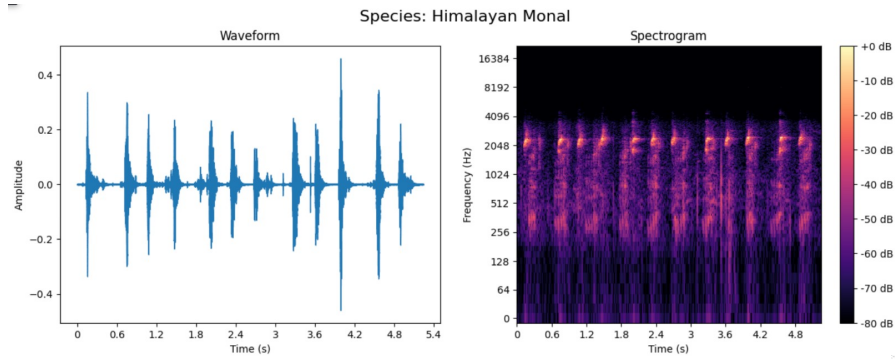 Species: Himalayan Monal
Waveform
0.4
0.2
0.0
−0.2
−0.4
Amplitude
0 0.6 1.2 1.8 2.4 3 3.6 4.2 4.8 5.4
Time (s)
Spectrogram
16384
8192
4096
2048
1024
512
256
128
64
0
Frequency (Hz)
0 0.6 1.2 1.8 2.4 3 3.6 4.2 4.8
Time (s)
+0 dB
-10 dB
-20 dB
-30 dB
-40 dB
-50 dB
-60 dB
-70 dB
-80 dB